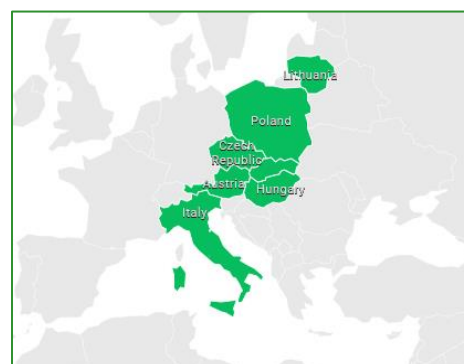 Lithuania
Poland
Czech
Republic
Austria
Hungary
Italy